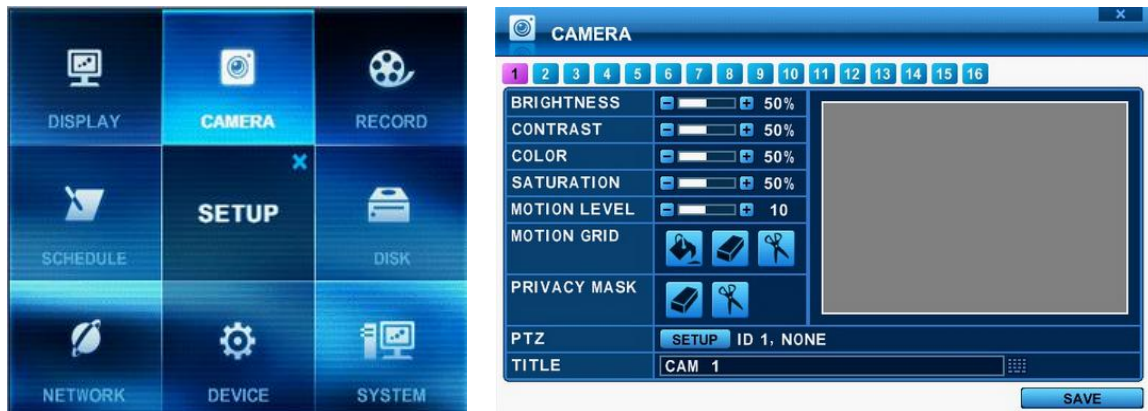 DISPLAY CAMERA RECORD
SETUP
SCHEDULE DISK
NETWORK DEVICE SYSTEM
CAMERA
1 2 3 4 5 6 7 8 9 10 11 12 13 14 15 16
BRIGHTNESS 50%
CONTRAST 50%
COLOR 50%
SATURATION 50%
MOTION LEVEL 10
MOTION GRID
PRIVACY MASK
PTZ SETUP ID 1, NONE
TITLE CAM 1
SAVE